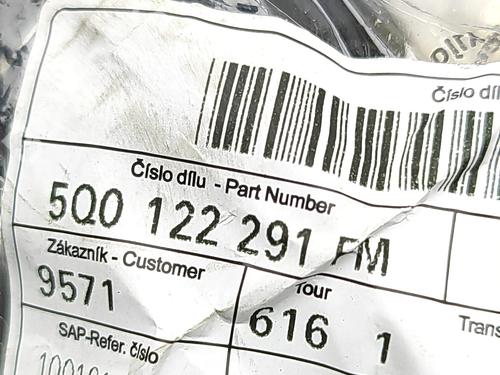 Číslo díl
Číslo dílu - Part Number
5Q0 122 291 FM
Zákazník - Customer
9571
Tour
616 1
Trans
SAP-Refer. číslo